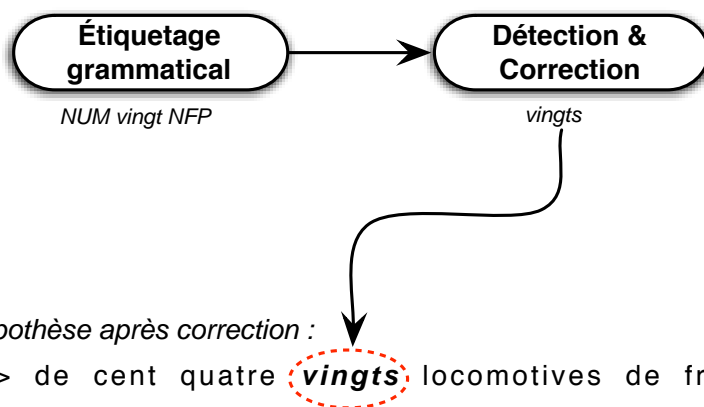 Étiquetage
grammatical
Détection &
Correction
NUM vingt NFP
vingts
pothèse après correction :
> de cent quatre vingts locomotives de fr